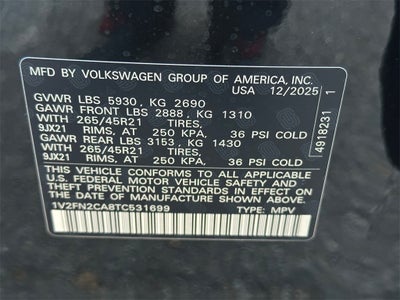 MFD BY VOLKSWAGEN GROUP OF AMERICA, INC.
USA 12/2025
GVWR LBS 5930, KG 2690
GAWR FRONT LBS 2888, KG 1310
WITH 265/45R21 TIRES,
9JX21 RIMS, AT 250 KPA, 36 PSI COLD
GAWR REAR LBS 3153, KG 1430
WITH 265/45R21 TIRES,
9JX21 RIMS, AT 250 KPA, 36 PSI COLD
THIS VEHICLE CONFORMS TO ALL APPLICABLE
FEDERAL MOTOR VEHICLE SAFETY AND
THEFT PREVENTION STANDARDS IN EFFECT
ON THE DATE OF MANUFACTURE SHOWN ABOVE.
1V2FN2CA8TC531699 TYPE: MPV
4918231 1